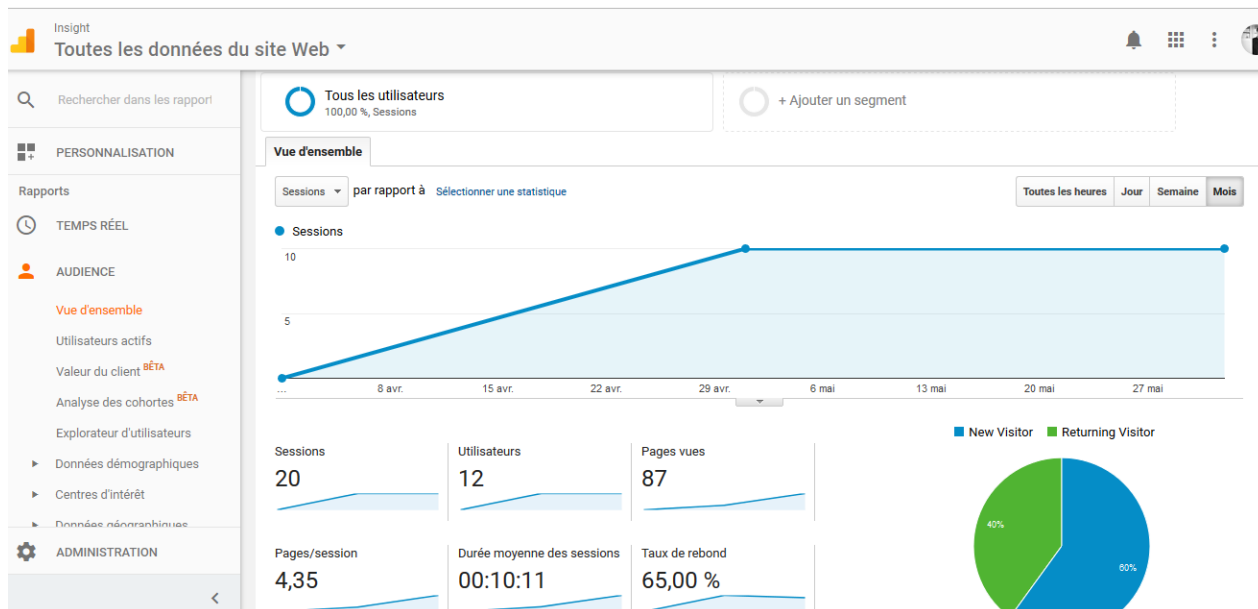 Insight
Toutes les données du site Web
Rechercher dans les rapport
PERSONNALISATION
Rapports
TEMPS RÉEL
AUDIENCE
Vue d'ensemble
Utilisateurs actifs
Valeur du client BÊTA
Analyse des cohortes BÊTA
Explorateur d'utilisateurs
Données démographiques
Centres d'intérêt
Données géographiques
ADMINISTRATION
Tous les utilisateurs
100,00 %, Sessions
+ Ajouter un segment
Vue d'ensemble
Sessions par rapport à Sélectionner une statistique
Toutes les heures Jour Semaine Mois
Sessions
10
5
... 8 avr. 15 avr. 22 avr. 29 avr. 6 mai 13 mai 20 mai 27 mai
New Visitor Returning Visitor
Sessions Utilisateurs Pages vues
20 12 87
Pages/session Durée moyenne des sessions Taux de rebond
4,35 00:10:11 65,00 %
40%
60%